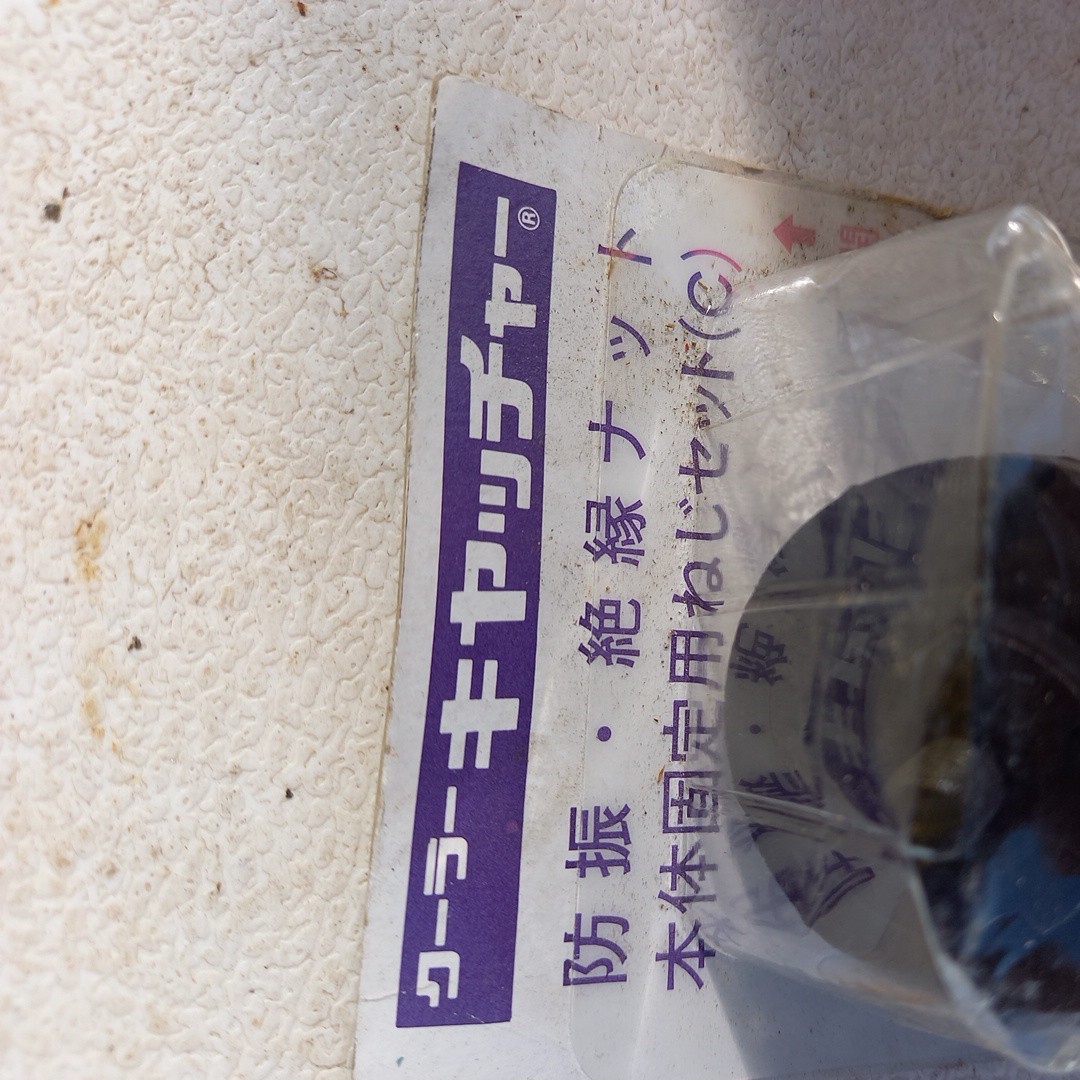 クーラーキャッチャー®
防振・絶縁ナット
本体固定用ねじセット(C)